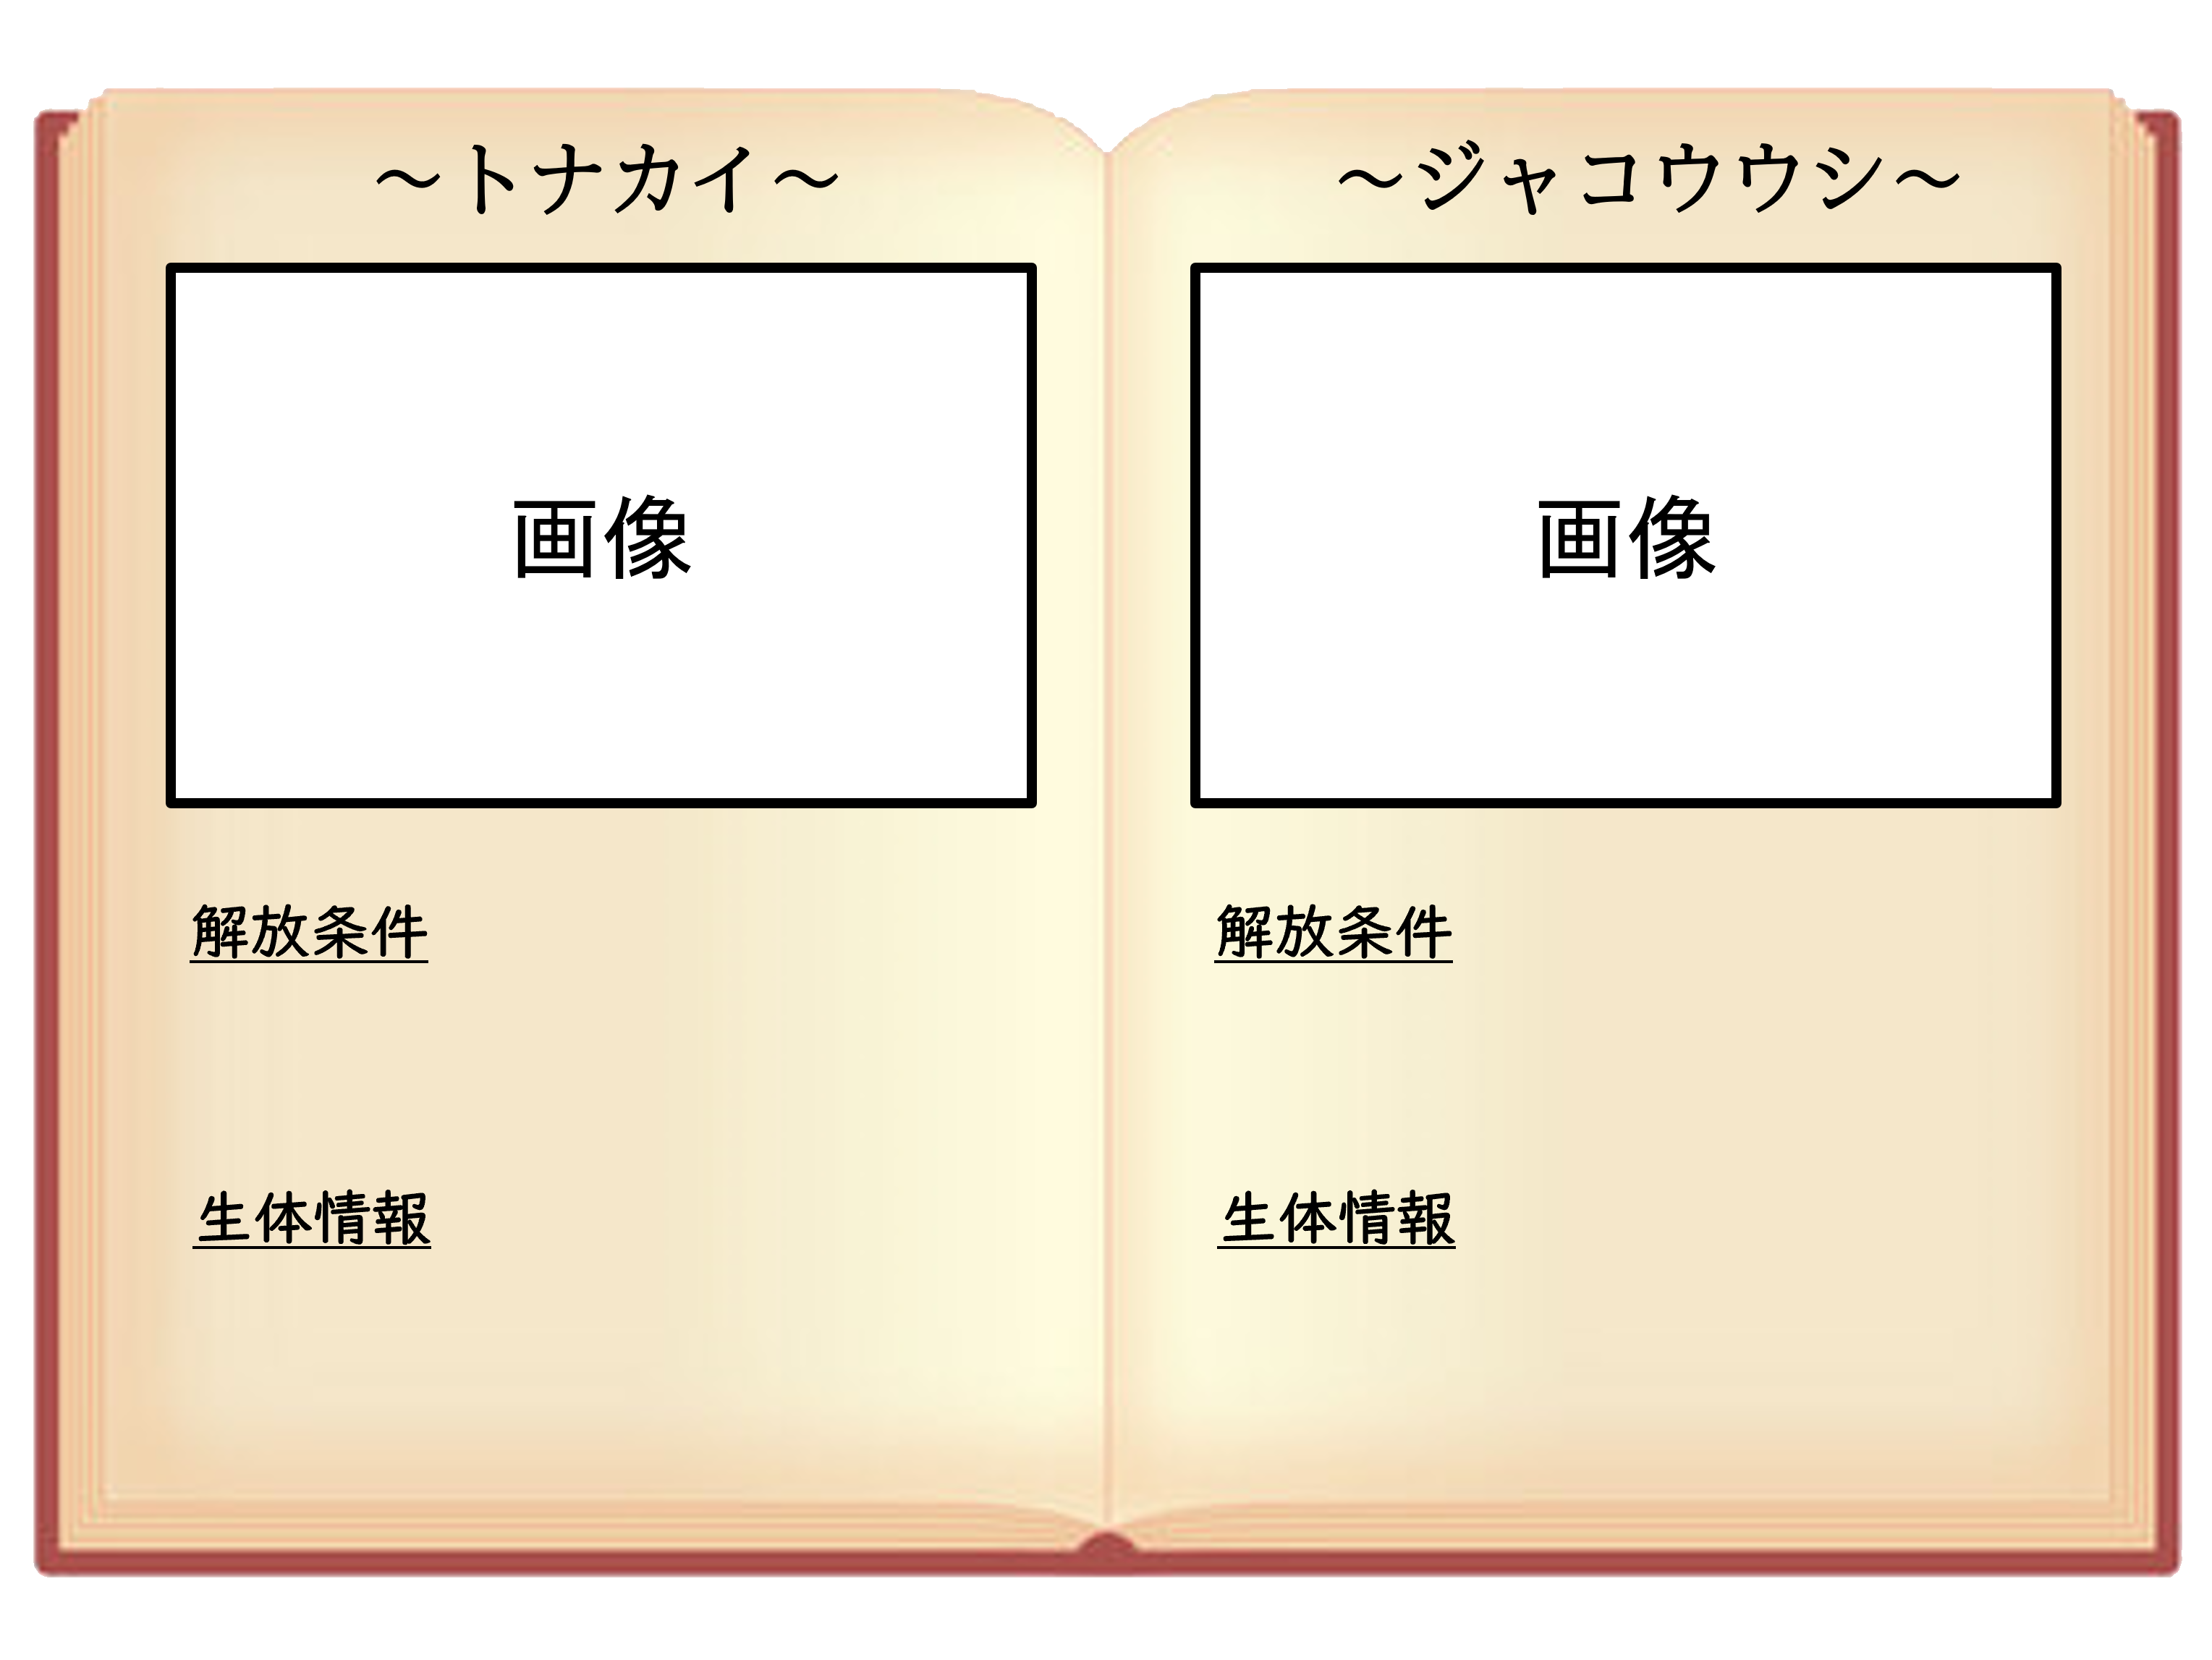 ～トナカイ～
画像
解放条件
生体情報
～ジャコウウシ～
画像
解放条件
生体情報